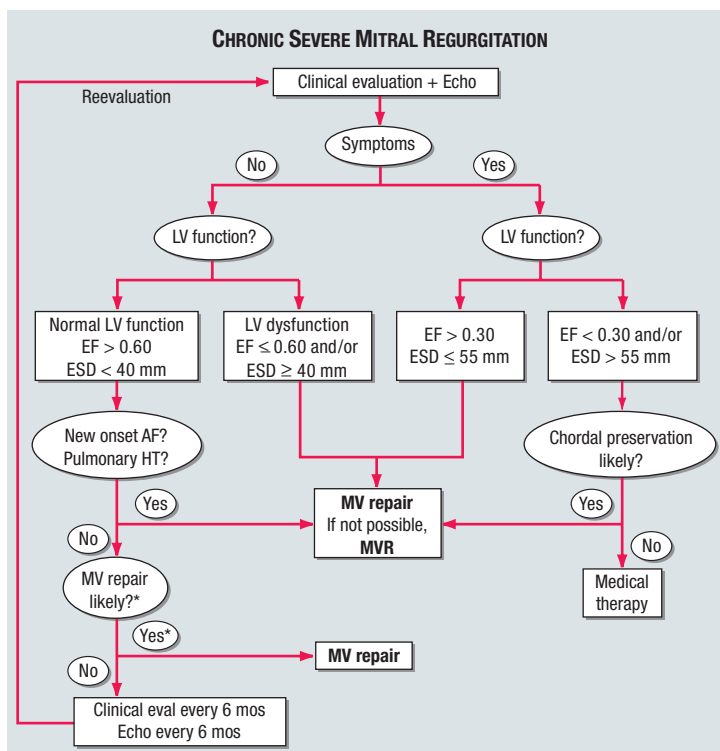 CHRONIC SEVERE MITRAL REGURGITATION
Clinical evaluation + Echo
Reevaluation
Symptoms
No
Yes
LV function?
LV function?
Normal LV function
EF > 0.60
ESD < 40 mm
LV dysfunction
EF ≤ 0.60 and/or
ESD ≥ 40 mm
EF > 0.30
ESD ≤ 55 mm
EF < 0.30 and/or
ESD > 55 mm
New onset AF?
Pulmonary HT?
Chordal preservation
likely?
Yes
MV repair
If not possible,
MVR
Yes
No
No
MV repair
likely?*
Medical
therapy
Yes*
MV repair
No
Clinical eval every 6 mos
Echo every 6 mos